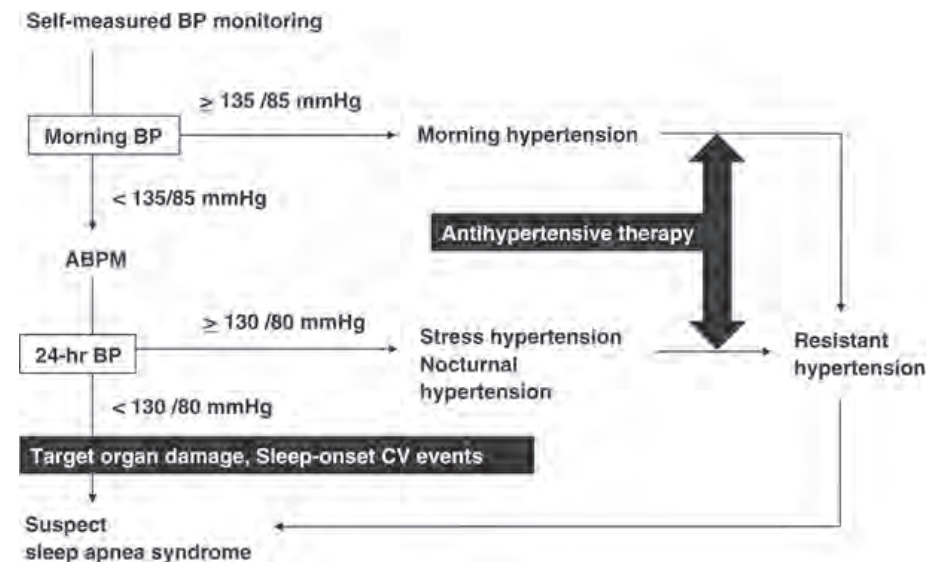 Self-measured BP monitoring
≥ 135 /85 mmHg
Morning BP
Morning hypertension
< 135/85 mmHg
Antihypertensive therapy
ABPM
≥ 130 /80 mmHg
24-hr BP
Stress hypertension
Nocturnal
hypertension
Resistant
hypertension
< 130 /80 mmHg
Target organ damage, Sleep-onset CV events
Suspect
sleep apnea syndrome